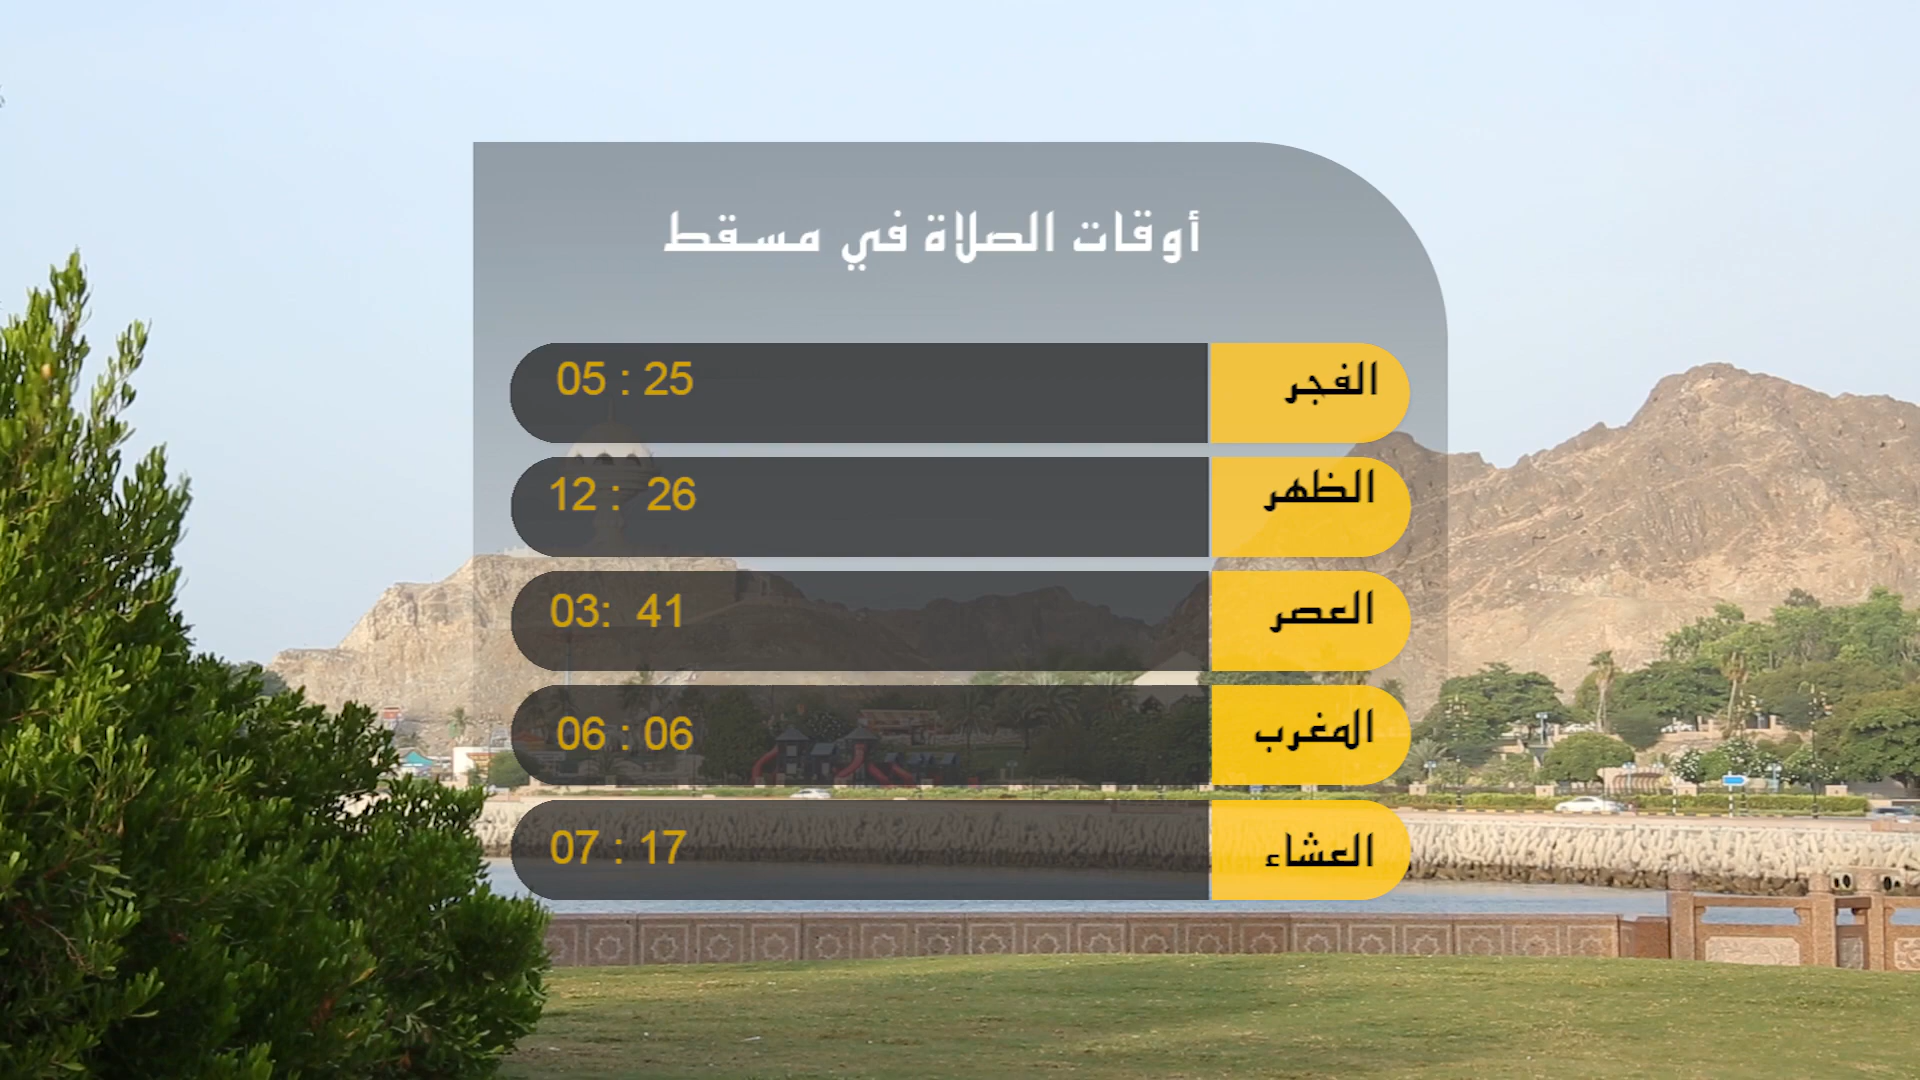 أوقات الصلاة في مسقط
الفجر 05 : 25
الظهر 12 : 26
العصر 03: 41
المغرب 06 : 06
العشاء 07 : 17